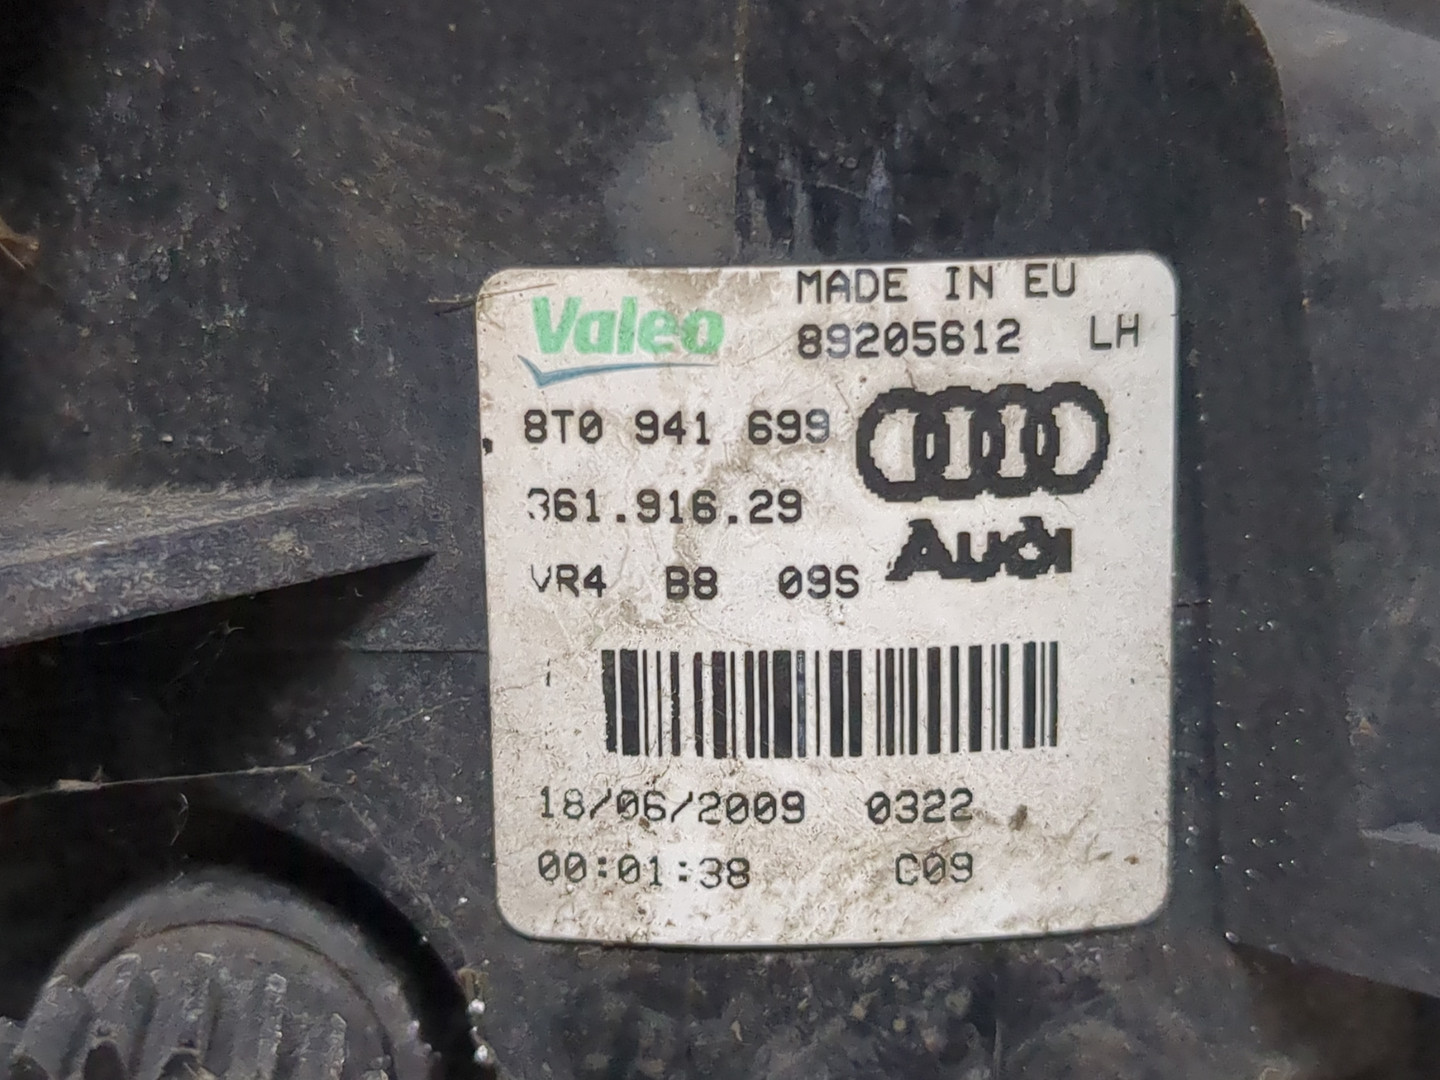 MADE IN EU
Valeo
89205612 LH
8T0 941 699
361.916.29
Audi
VR4 B8 09S
18/06/2009 0322
00:01:38 C09